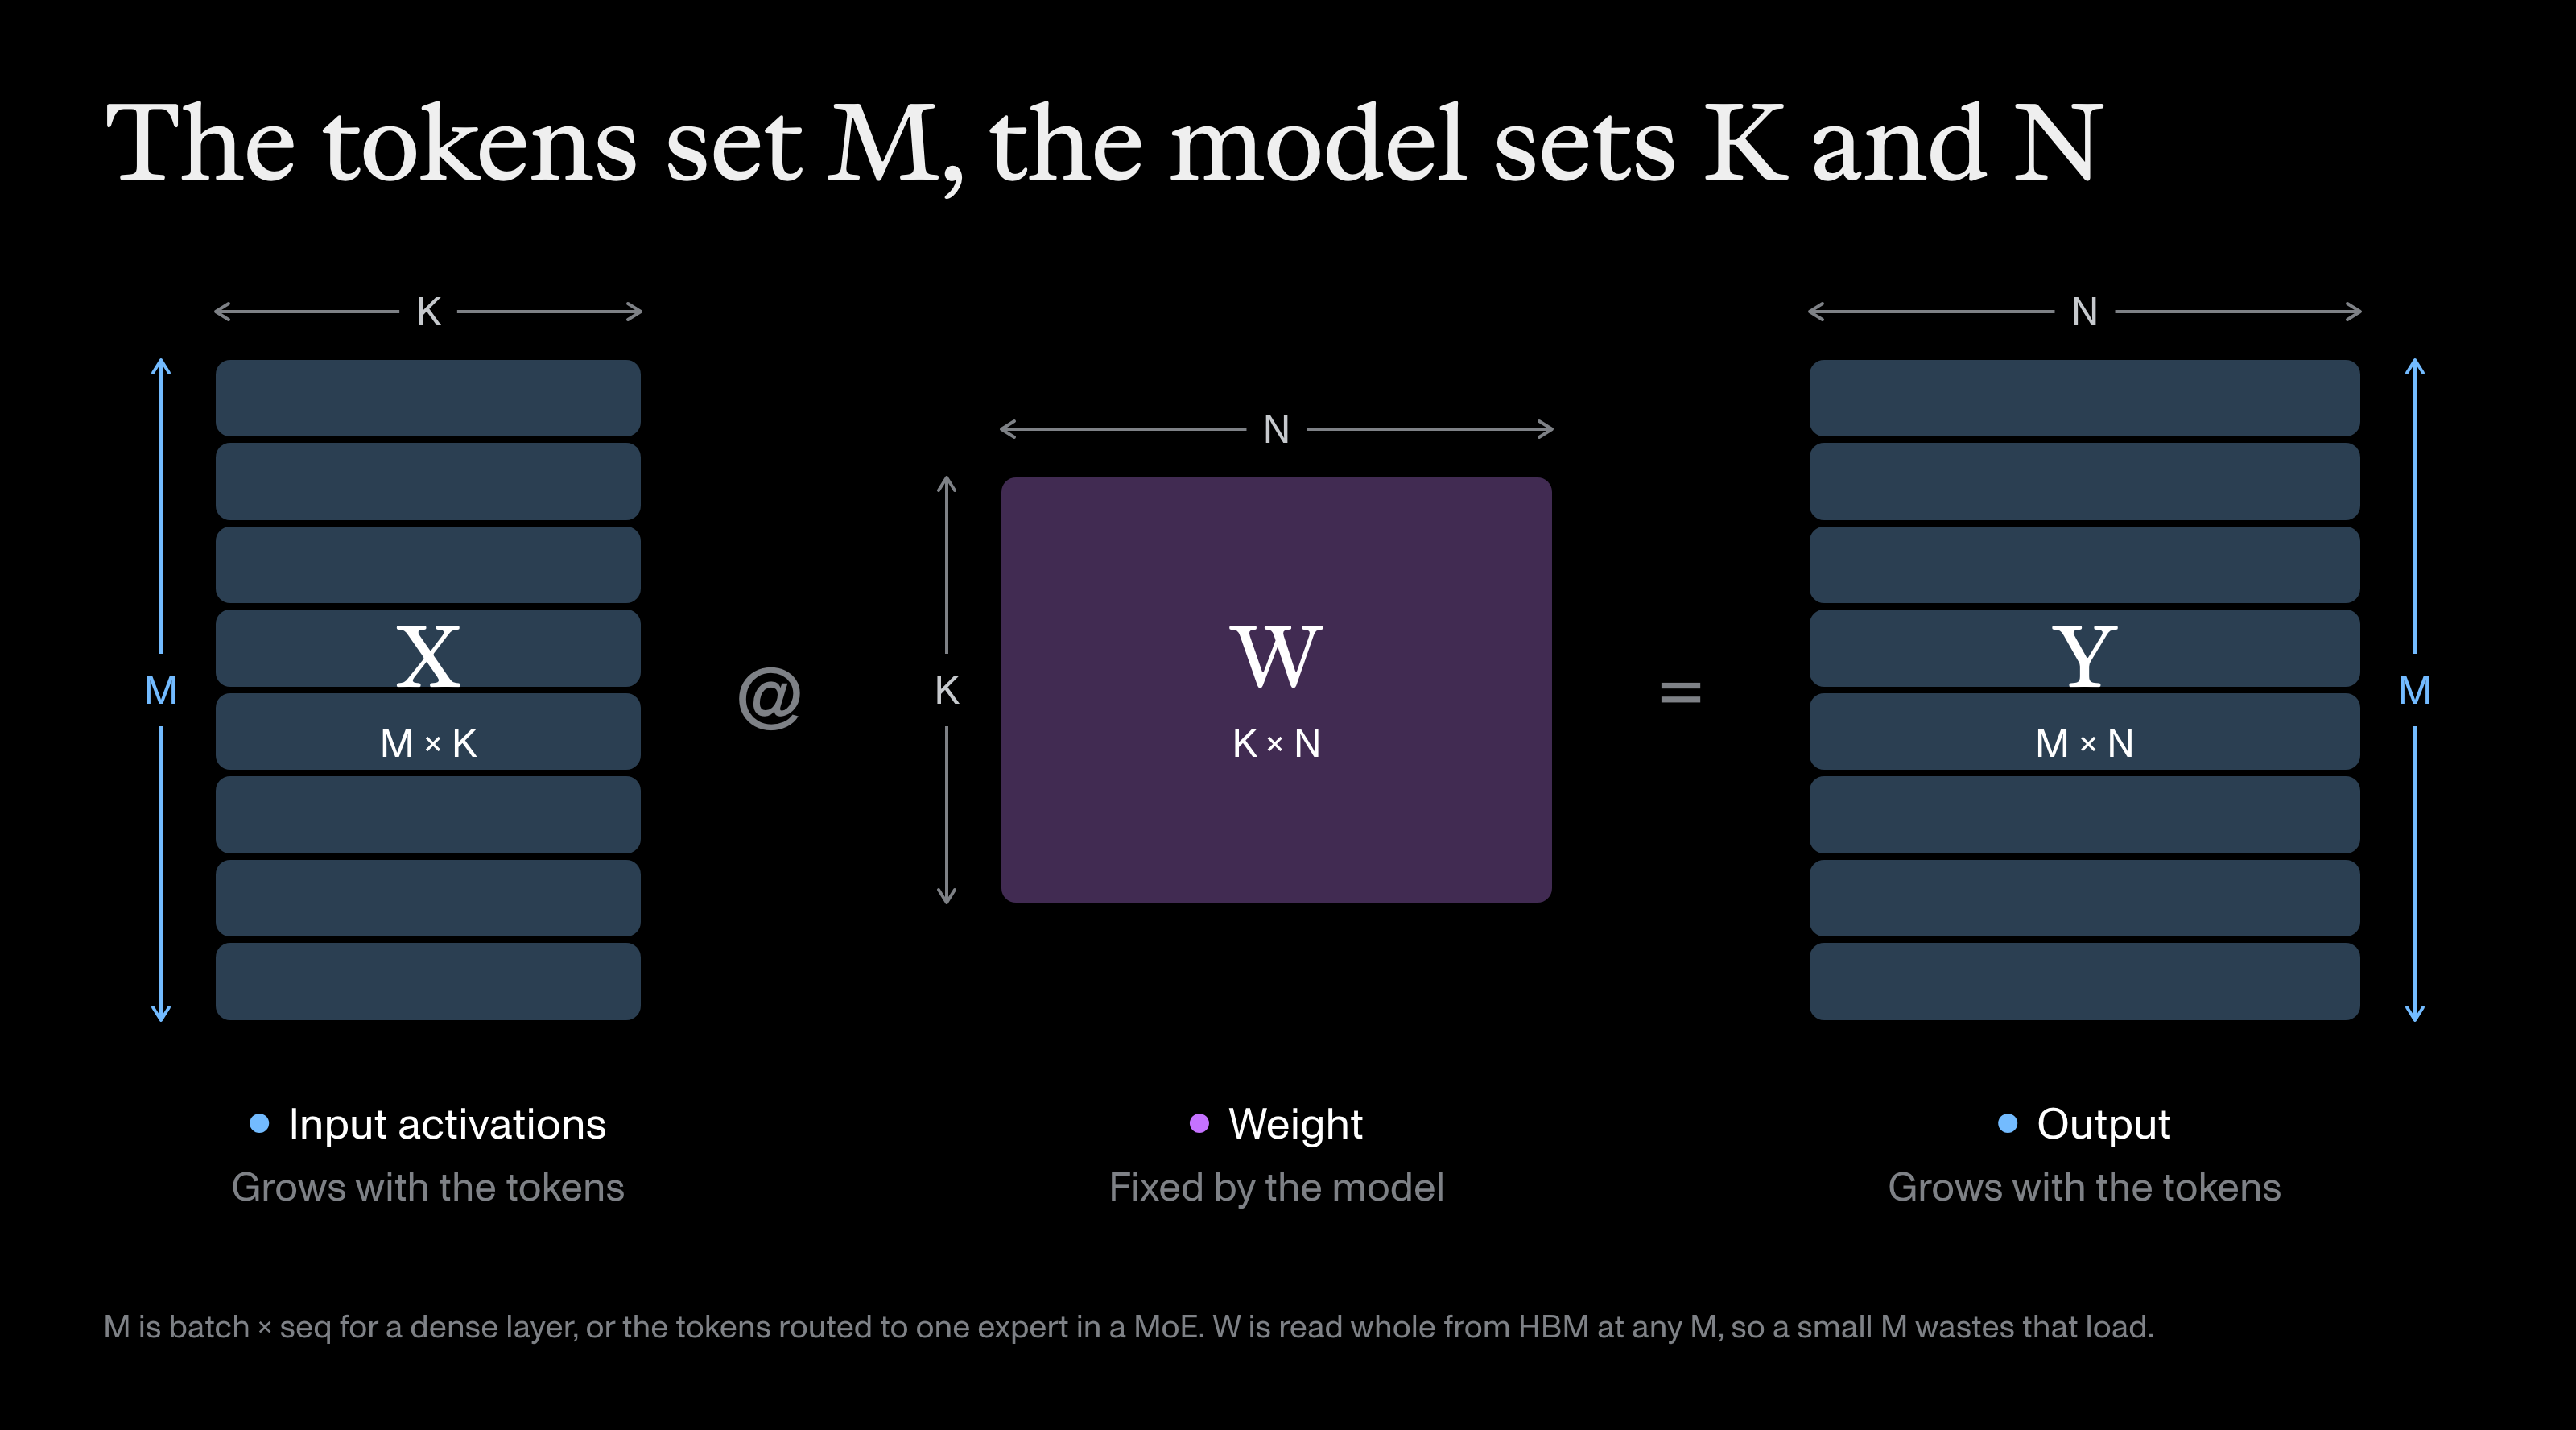 The tokens set M, the model sets K and N
K
N
N
M
X
M × K
@
K
W
K × N
=
Y
M × N
M
Input activations
Grows with the tokens
Weight
Fixed by the model
Output
Grows with the tokens
M is batch × seq for a dense layer, or the tokens routed to one expert in a MoE. W is read whole from HBM at any M, so a small M wastes that load.